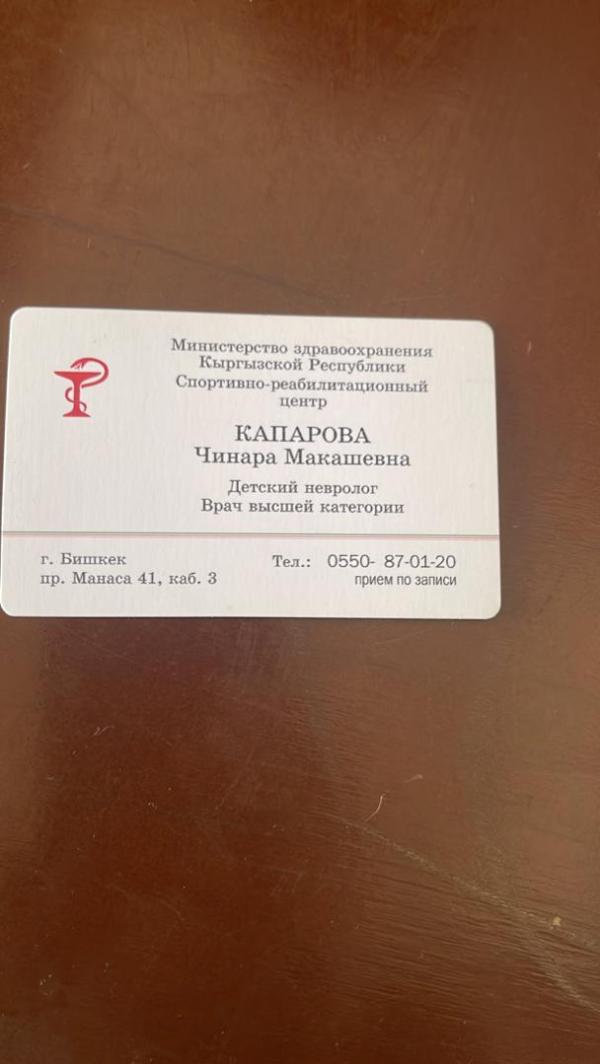 Министерство здравоохранения
Кыргызской Республики
Спортивно-реабилитационный
центр
КАПАРОВА
Чинара Макашевна
Детский невролог
Врач высшей категории
г. Бишкек
пр. Манаса 41, каб. 3
Тел.: 0550- 87-01-20
прием по записи